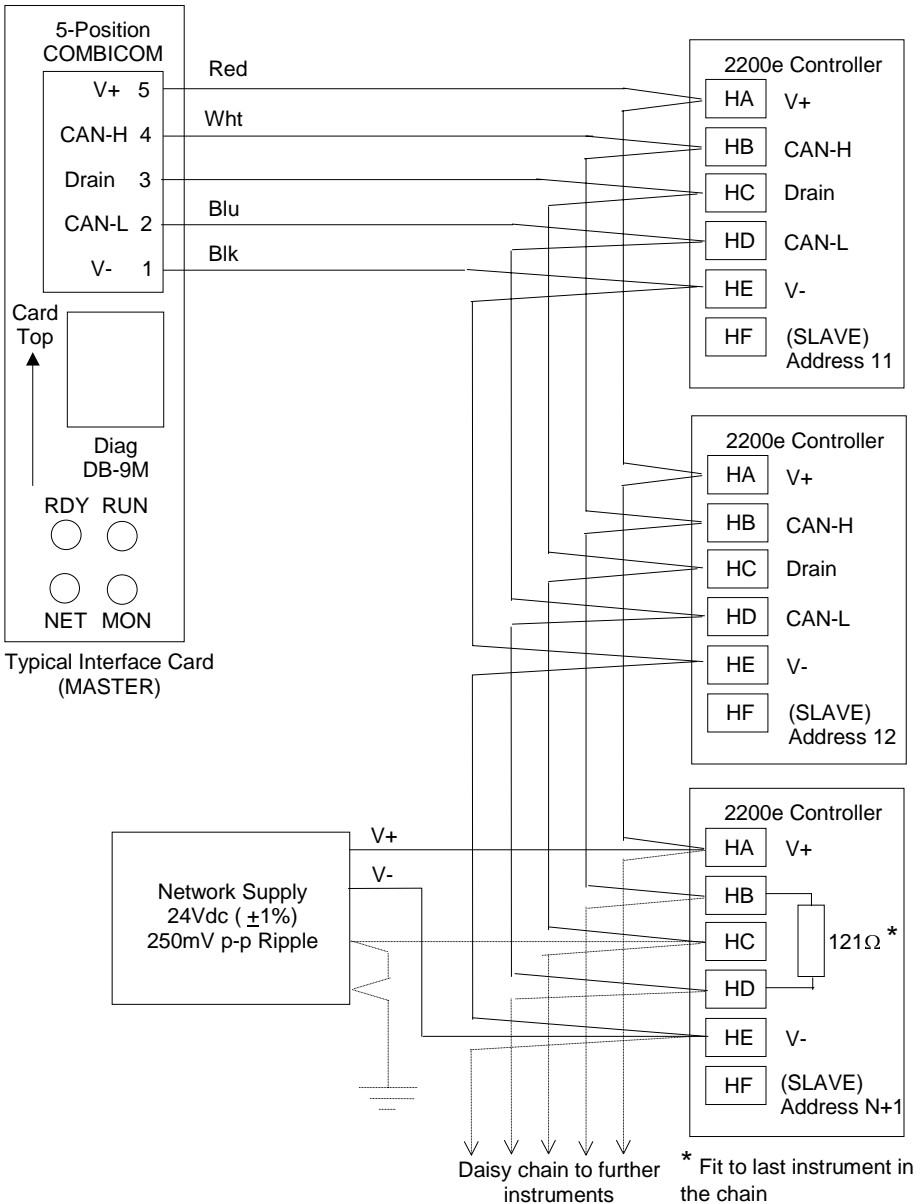 5-Position
COMBICOM
V+ 5
CAN-H 4
Drain 3
CAN-L 2
V- 1
Red
Wht
Blu
Blk
Card
Top
Diag
DB-9M
RDY RUN
NET MON
Typical Interface Card
(MASTER)
2200e Controller
HA V+
HB CAN-H
HC Drain
HD CAN-L
HE V-
HF (SLAVE)
Address 11
2200e Controller
HA V+
HB CAN-H
HC Drain
HD CAN-L
HE V-
HF (SLAVE)
Address 12
Network Supply
24Vdc ( ±1%)
250mV p-p Ripple
V+
V-
2200e Controller
HA V+
HB
HC
HD
121Ω *
HE V-
HF (SLAVE)
Address N+1
Daisy chain to further
instruments
* Fit to last instrument in
the chain